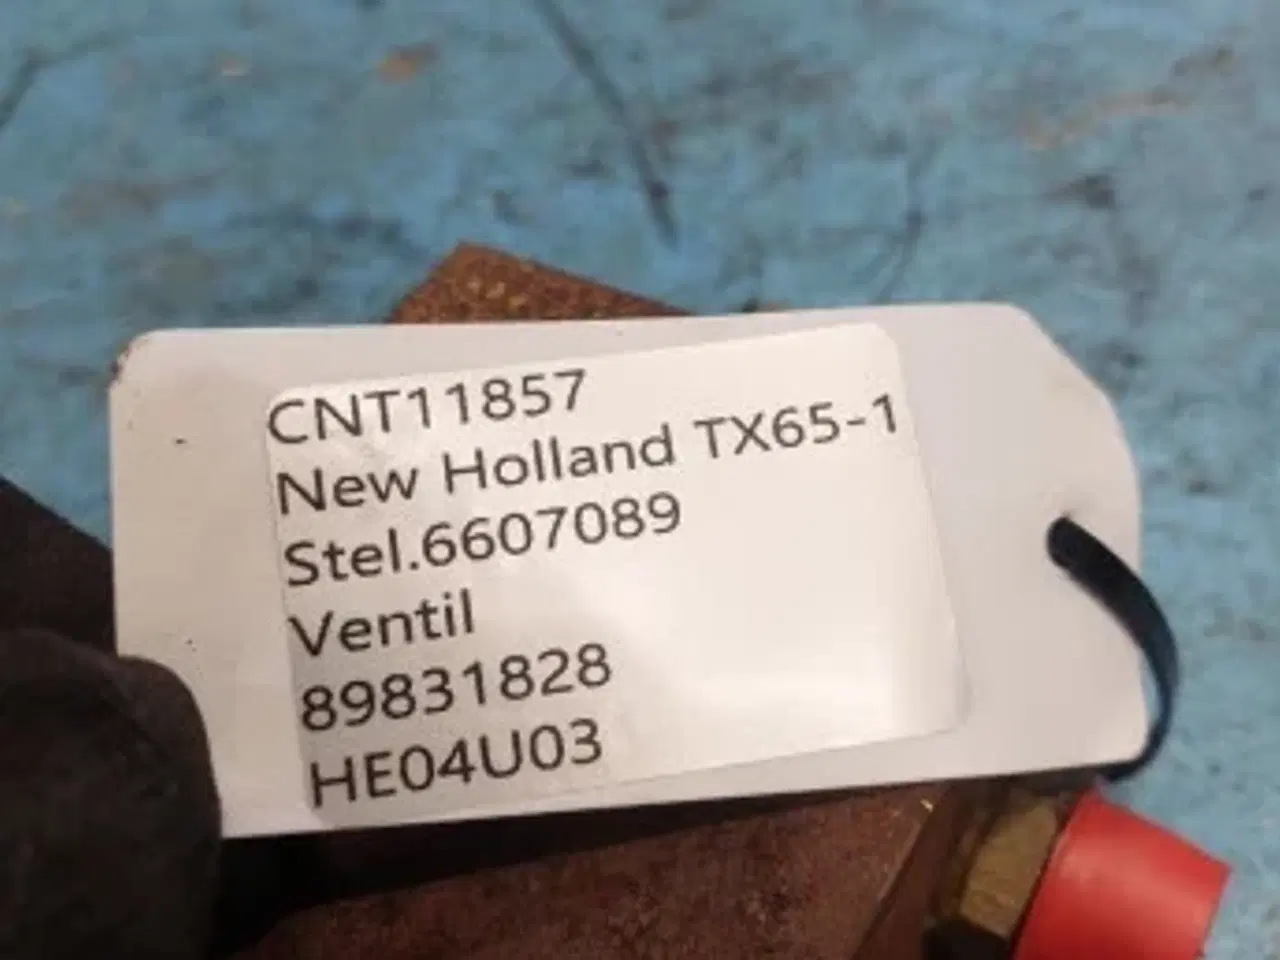 CNT11857
New Holland TX65-1
Stel.6607089
Ventil
89831828
HE04U03